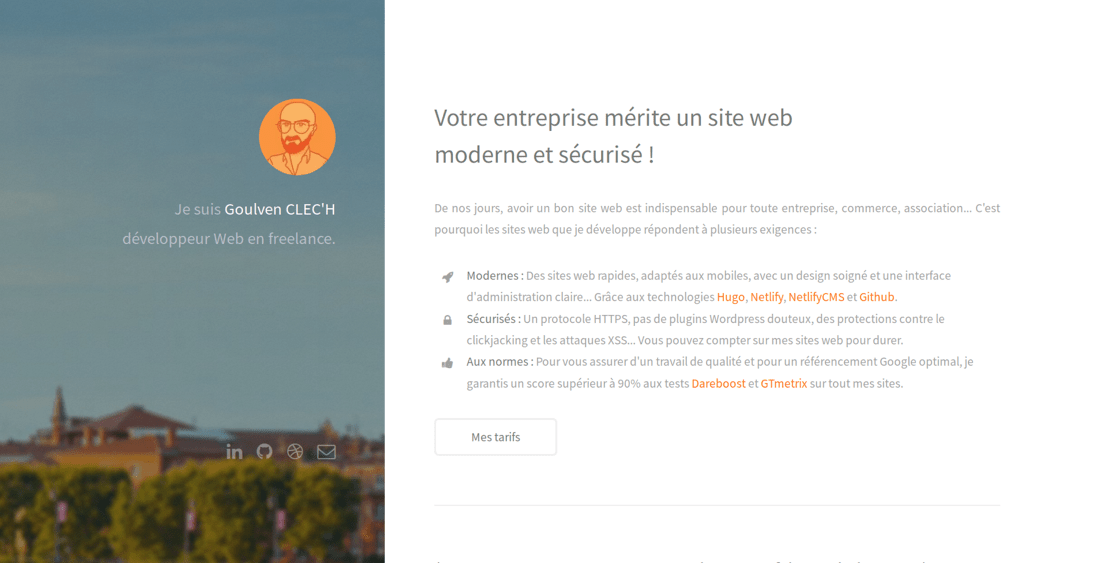 Je suis Goulven CLEC'H
développeur Web en freelance.
Votre entreprise mérite un site web
moderne et sécurisé !
De nos jours, avoir un bon site web est indispensable pour toute entreprise, commerce, association... C'est
pourquoi les sites web que je développe répondent à plusieurs exigences :
Modernes : Des sites web rapides, adaptés aux mobiles, avec un design soigné et une interface
d'administration claire... Grâce aux technologies Hugo, Netlify, NetlifyCMS et Github.
Sécurisés : Un protocole HTTPS, pas de plugins Wordpress douteux, des protections contre le
clickjacking et les attaques XSS... Vous pouvez compter sur mes sites web pour durer.
Aux normes : Pour vous assurer d'un travail de qualité et pour un référencement Google optimal, je
garantis un score supérieur à 90% aux tests Dareboost et GTmetrix sur tout mes sites.
Mes tarifs